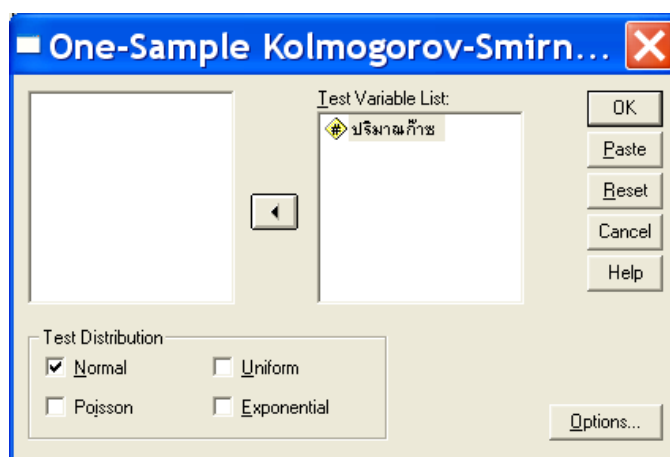 One-Sample Kolmogorov-Smirn...
Test Variable List:
ปริมาณก๊าซ
OK
Paste
Reset
Cancel
Help
Test Distribution
Normal
Uniform
Poisson
Exponential
Options...